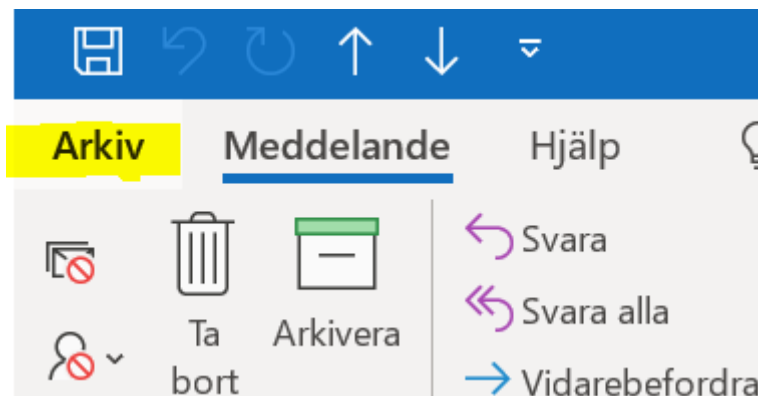 Arkiv Meddelande Hjälp
Svara
Ta bort
Arkivera
Svara alla
Vidarebefordra